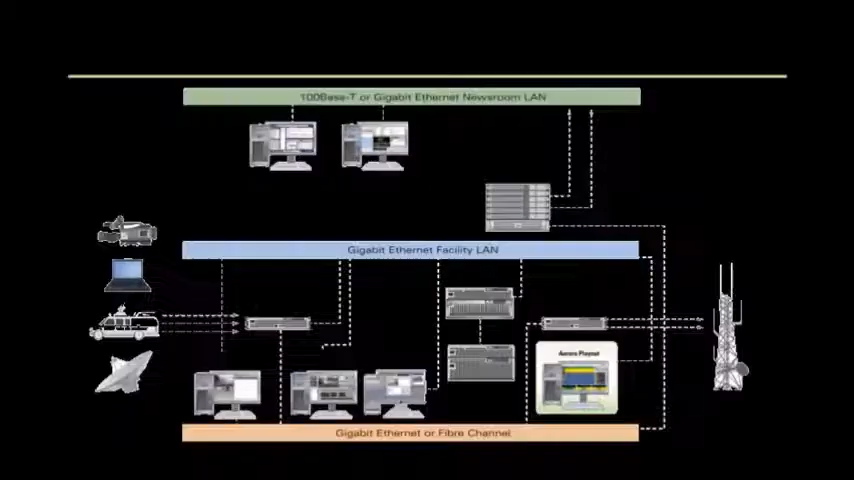 100Base-T or Gigabit Ethernet Newsroom LAN
Gigabit Ethernet Facility LAN
Aurora Playout
Gigabit Ethernet or Fibre Channel